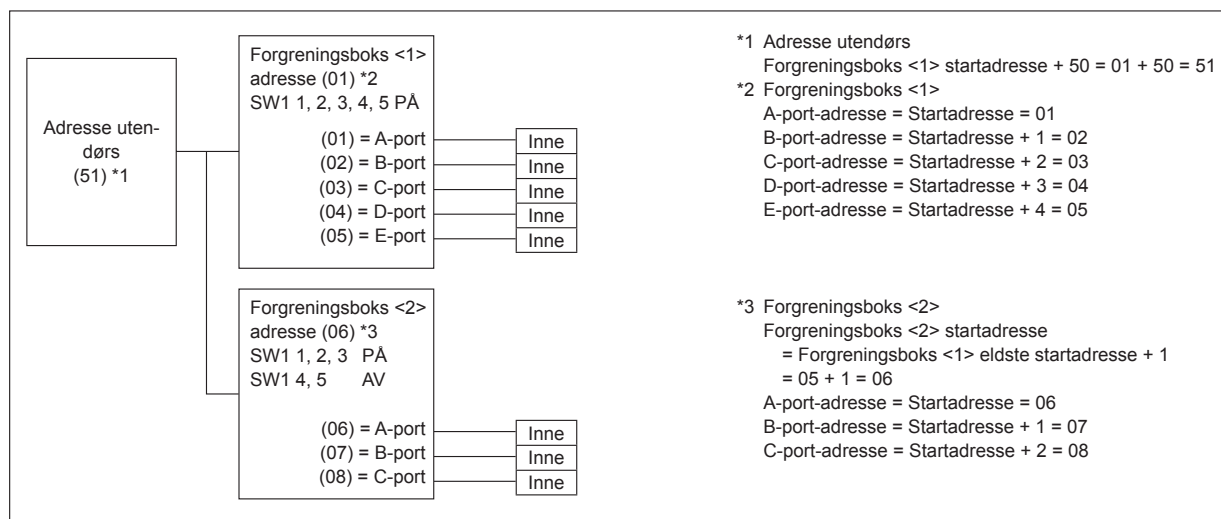 Adresse uten-
dørs
(51) *1
Forgreningsboks <1>
adresse (01) *2
SW1 1, 2, 3, 4, 5 PÅ
(01) = A-port
Inne
(02) = B-port
Inne
(03) = C-port
Inne
(04) = D-port
Inne
(05) = E-port
Inne
Forgreningsboks <2>
adresse (06) *3
SW1 1, 2, 3 PÅ
SW1 4, 5 AV
(06) = A-port
Inne
(07) = B-port
Inne
(08) = C-port
Inne
*1 Adresse utendørs
Forgreningsboks <1> startadresse + 50 = 01 + 50 = 51
*2 Forgreningsboks <1>
A-port-adresse = Startadresse = 01
B-port-adresse = Startadresse + 1 = 02
C-port-adresse = Startadresse + 2 = 03
D-port-adresse = Startadresse + 3 = 04
E-port-adresse = Startadresse + 4 = 05
*3 Forgreningsboks <2>
Forgreningsboks <2> startadresse
= Forgreningsboks <1> eldste startadresse + 1
= 05 + 1 = 06
A-port-adresse = Startadresse = 06
B-port-adresse = Startadresse + 1 = 07
C-port-adresse = Startadresse + 2 = 08